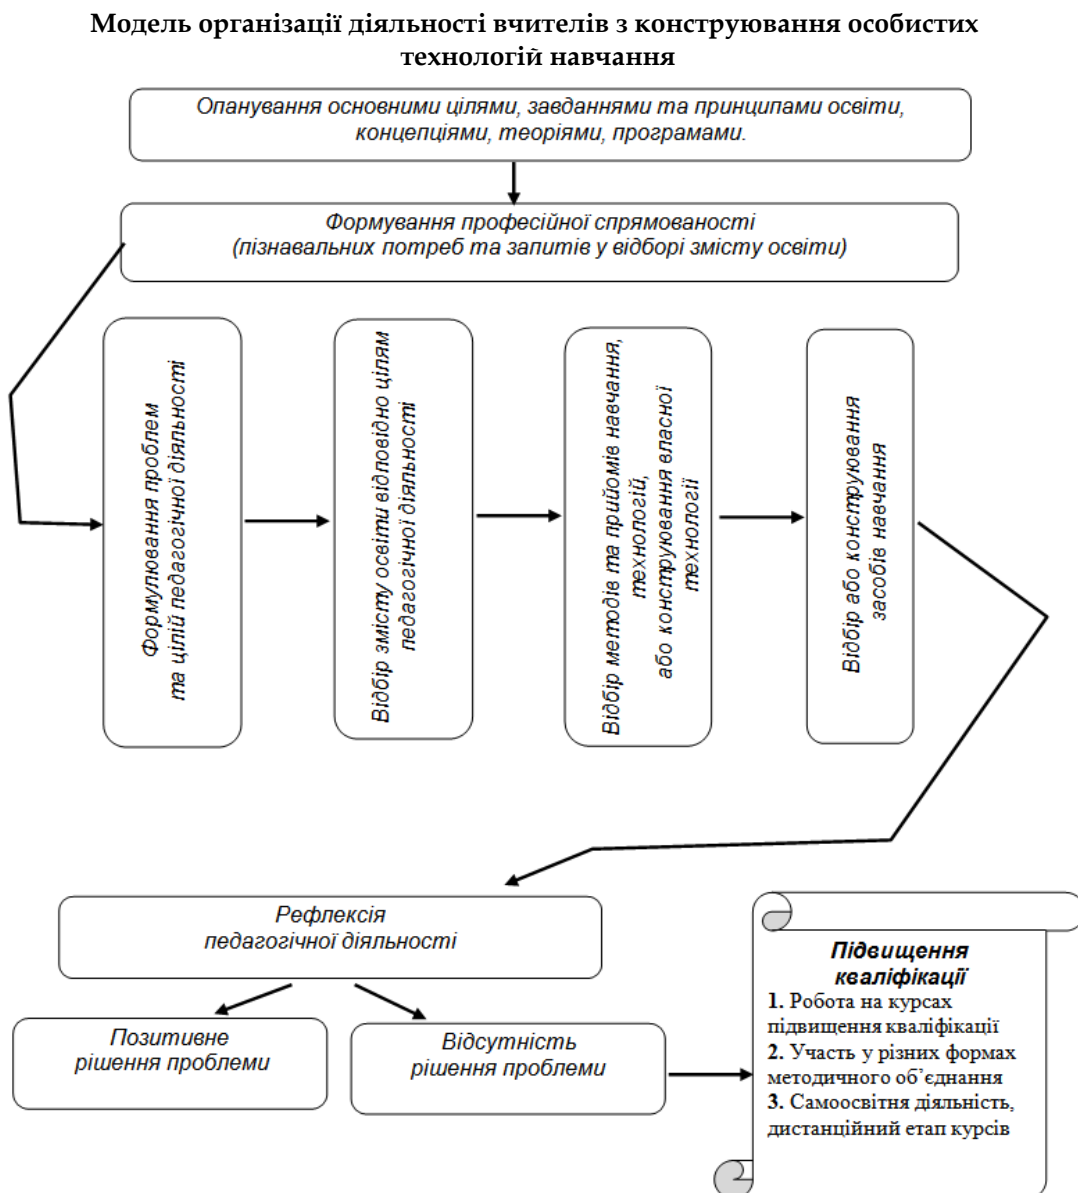 Модель організації діяльності вчителів з конструювання особистих
технологій навчання
Опанування основними цілями, завданнями та принципами освіти,
концепціями, теоріями, програмами.
Формування професійної спрямованості
(пізнавальних потреб та запитів у відборі змісту освіти)
Формулювання проблем
та цілій педагогічної діяльності
Відбір змісту освіти відповідно цілям
педагогічної діяльності
Відбір методів та прийомів навчання,
технологій,
або конструювання власної
технології
Відбір або конструювання
засобів навчання
Рефлексія
педагогічної діяльності
Позитивне
рішення проблеми
Відсутність
рішення проблеми
Підвищення
кваліфікації
1. Робота на курсах
підвищення кваліфікації
2. Участь у різних формах
методичного об’єднання
3. Самоосвітня діяльність,
дистанційний етап курсів